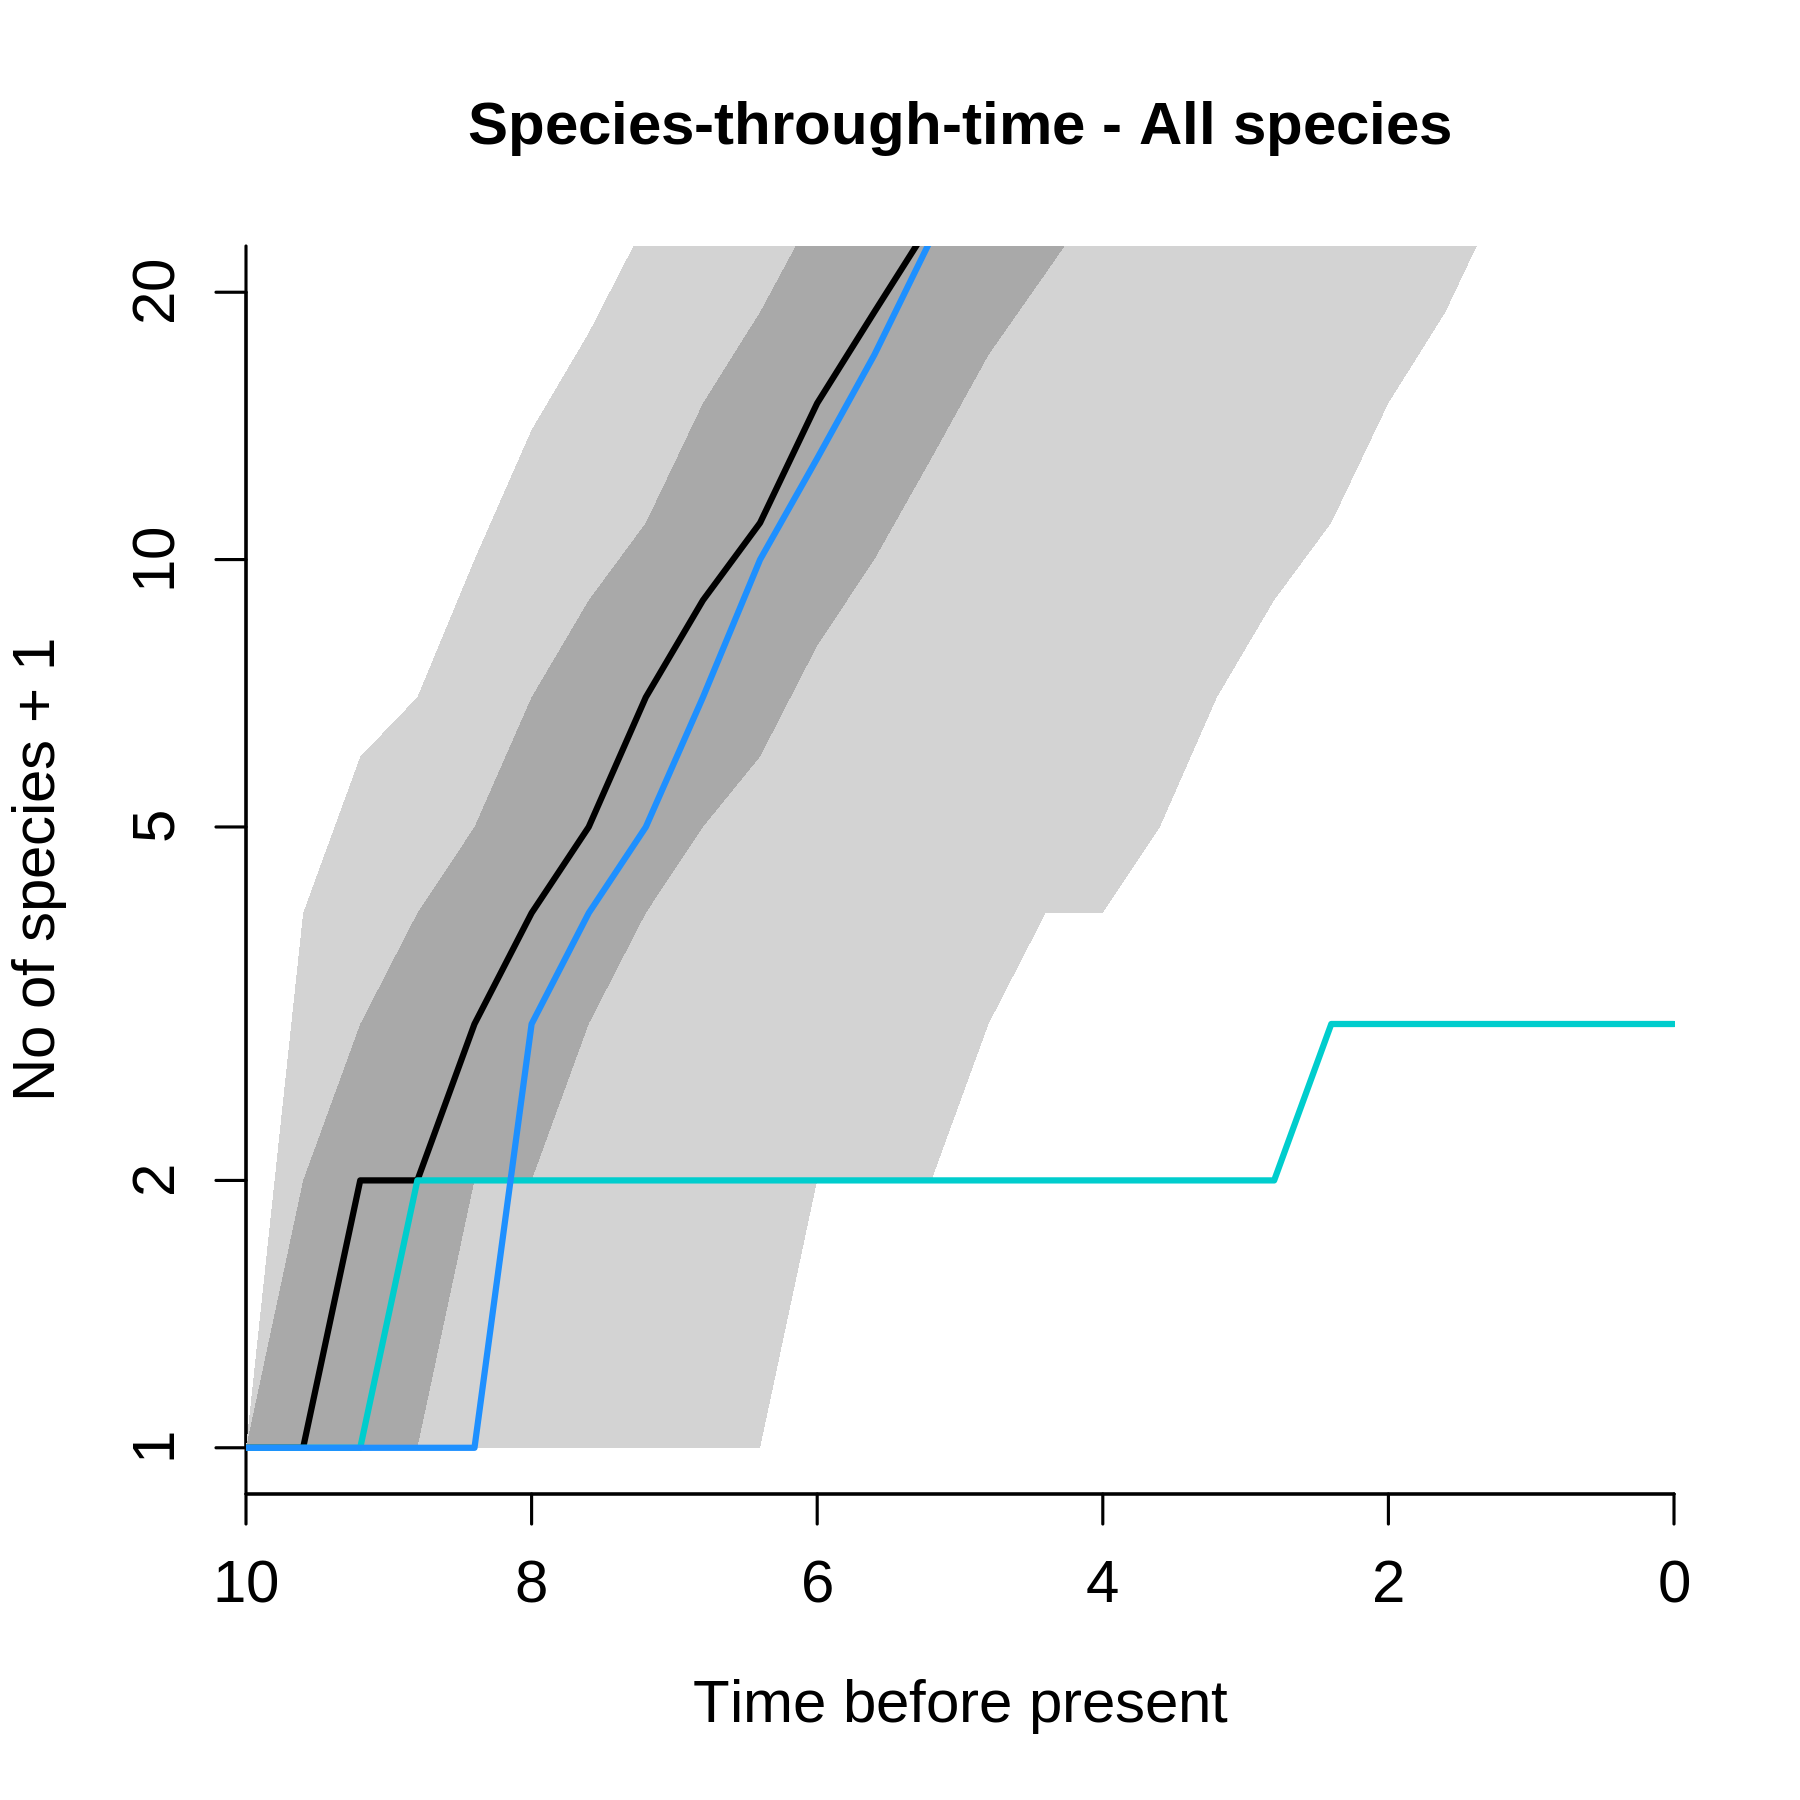 Species-through-time - All species
No of species + 1
20
10
5
2
1
10 8 6 4 2 0
Time before present